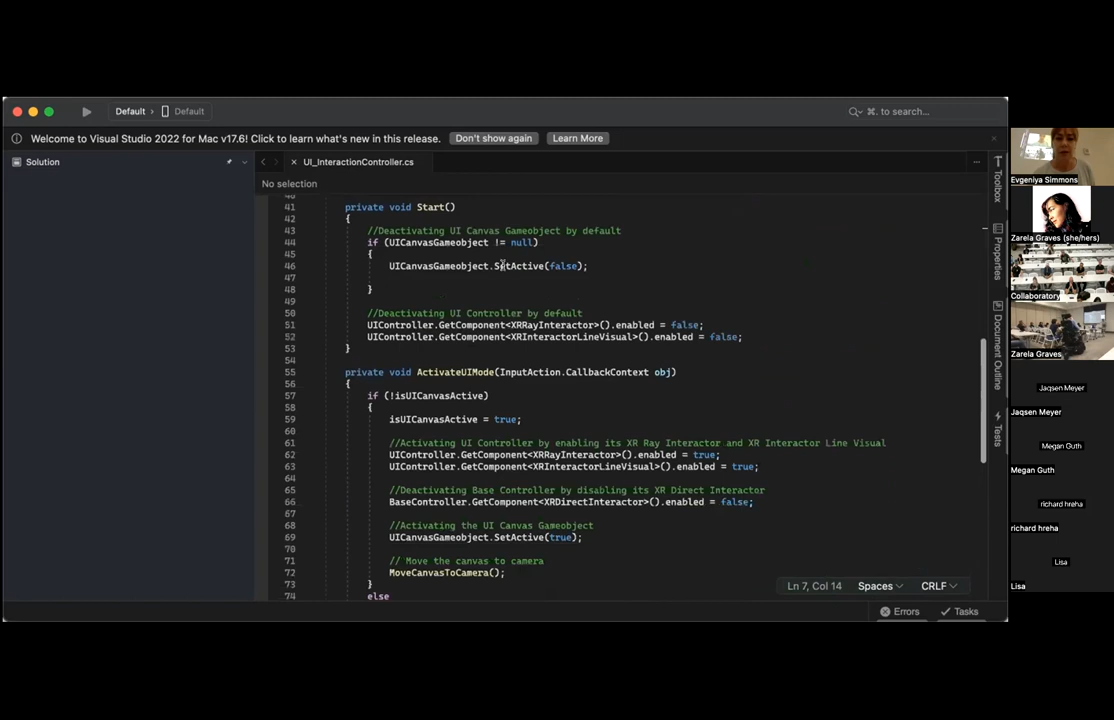 Default › Default
⌘. to search...
Welcome to Visual Studio 2022 for Mac v17.6! Click to learn what's new in this release. Don't show again Learn More
Solution
UI_InteractionController.cs
No selection
41 private void Start()
42 {
43 //Deactivating UI Canvas Gameobject by default
44 if (UICanvasGameobject != null)
45 {
46 UICanvasGameobject.SetActive(false);
47
48 }
49
50 //Deactivating UI Controller by default
51 UIController.GetComponent<XRRayInteractor>().enabled = false;
52 UIController.GetComponent<XRInteractorLineVisual>().enabled = false;
53 }
54
55 private void ActivateUIMode(InputAction.CallbackContext obj)
56 {
57 if (!isUICanvasActive)
58 {
59 isUICanvasActive = true;
60
61 //Activating UI Controller by enabling its XR Ray Interactor and XR Interactor Line Visual
62 UIController.GetComponent<XRRayInteractor>().enabled = true;
63 UIController.GetComponent<XRInteractorLineVisual>().enabled = true;
64
65 //Deactivating Base Controller by disabling its XR Direct Interactor
66 BaseController.GetComponent<XRDirectInteractor>().enabled = false;
67
68 //Activating the UI Canvas Gameobject
69 UICanvasGameobject.SetActive(true);
70
71 // Move the canvas to camera
72 MoveCanvasToCamera();
73 }
74 else
Ln 7, Col 14 Spaces CRLF
Errors Tasks
Toolbox
Properties
Document Outline
Tests
Evgeniya Simmons
Zarela Graves (she/hers)
Collaboratory
Zarela Graves
Jaqsen Meyer
Jaqsen Meyer
Megan Guth
Megan Guth
richard hreha
richard hreha
Lisa
Lisa